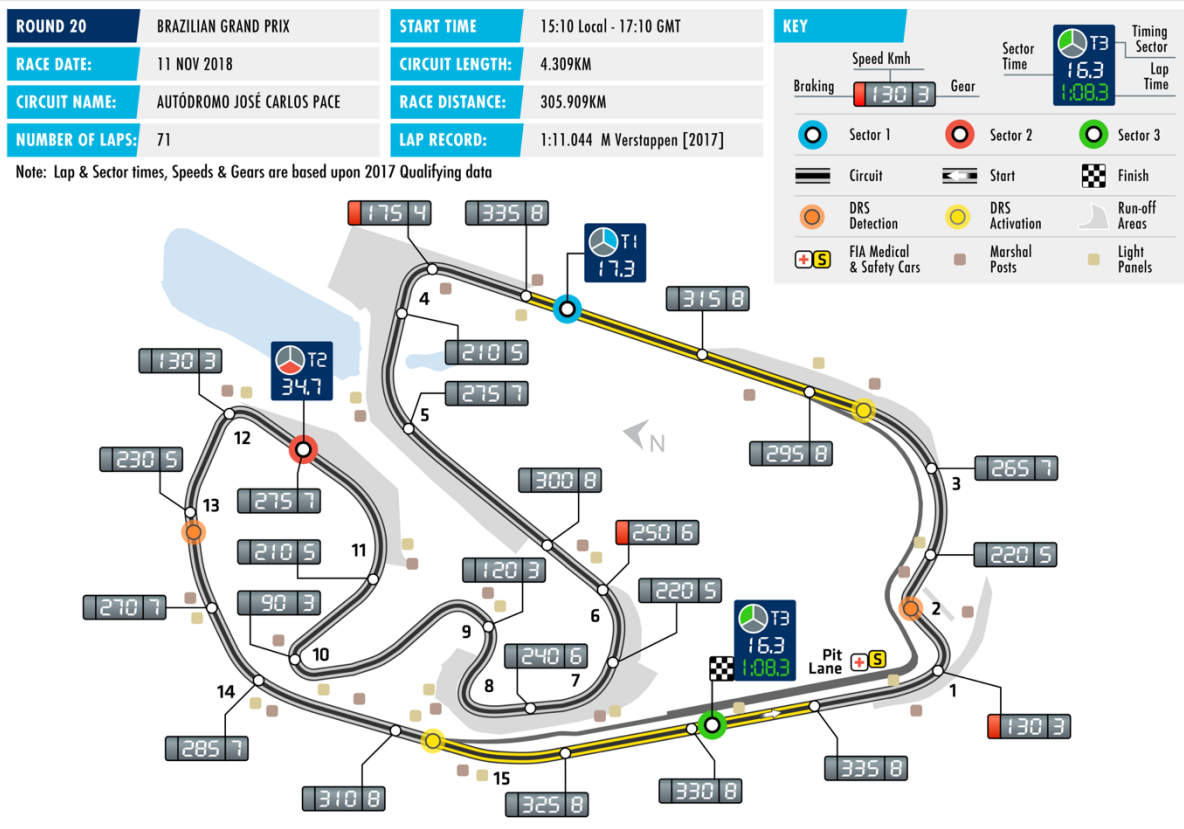 ROUND 20 BRAZILIAN GRAND PRIX
RACE DATE: 11 NOV 2018
CIRCUIT NAME: AUTÓDROMO JOSÉ CARLOS PACE
NUMBER OF LAPS: 71
START TIME 15:10 Local - 17:10 GMT
CIRCUIT LENGTH: 4.309KM
RACE DISTANCE: 305.909KM
LAP RECORD: 1:11.044 M Verstappen [2017]
Note: Lap & Sector times, Speeds & Gears are based upon 2017 Qualifying data
KEY
Speed Kmh
Braking 130 3 Gear
Sector Time
T3
16.3
1:08.3
Timing Sector
Lap Time
Sector 1
Sector 2
Sector 3
Circuit
Start
Finish
DRS Detection
DRS Activation
Run-off Areas
S FIA Medical & Safety Cars
Marshal Posts
Light Panels
175 4
335 8
T1
17.3
315 8
4
210 5
130 3
T2
34.7
275 7
5
295 8
12
N
230 5
265 7
3
275 7
300 8
13
250 6
11
210 5
220 5
120 3
220 5
270 7
90 3
9
6
T3
16.3
1:08.3
2
10
240 6
7
Pit Lane S
14
8
1
285 7
130 3
15
335 8
310 8
325 8
330 8